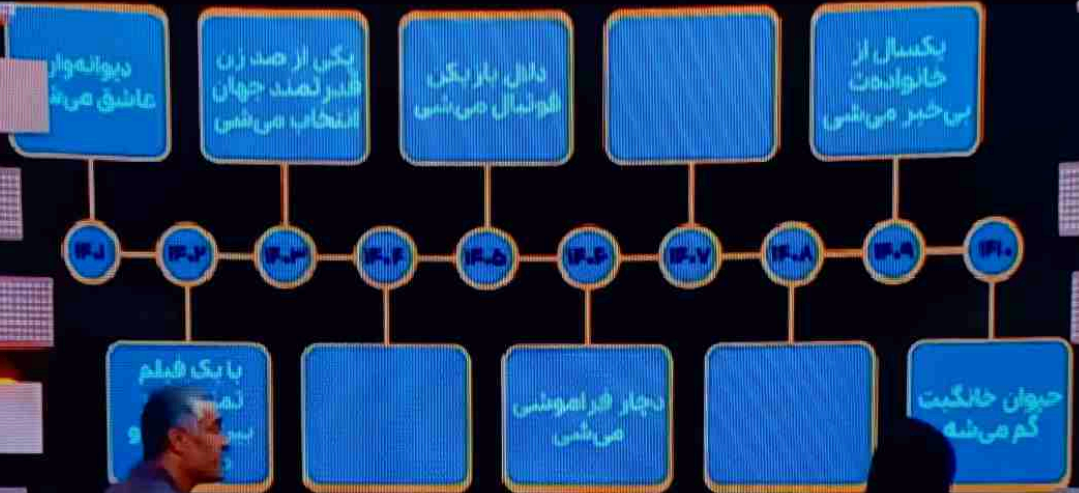 دیوانه‌وار
عاشق
یکی از صد زن
قدرتمند جهان
انتخاب می‌شی
دلال بازیکن
فوتبال می‌شی
یکسال از
خانواده‌ت
بی‌خبر می‌شی
۱۴۰۱
۱۴۰۲
۱۴۰۳
۱۴۰۴
۱۴۰۵
۱۴۰۶
۱۴۰۷
۱۴۰۸
۱۴۰۹
۱۴۱۰
با یک فیلم
دچار فراموشی
می‌شی
حیوان خانگیت
گم می‌شه